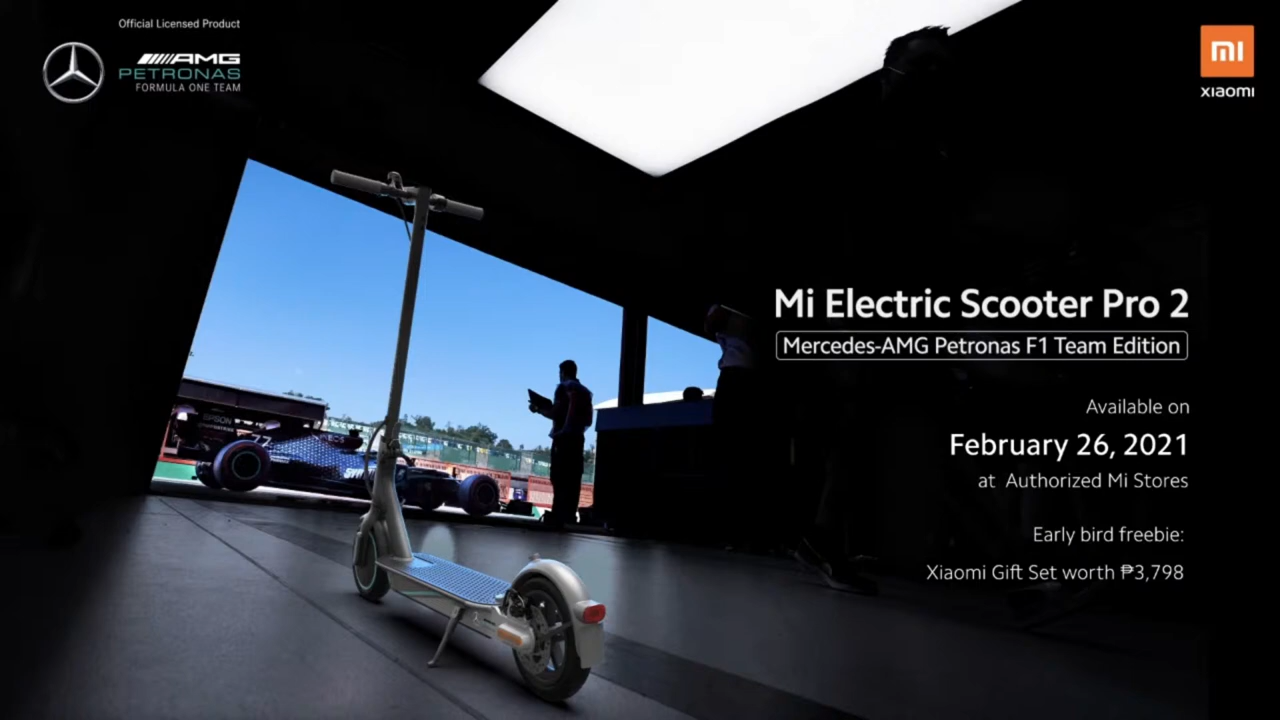 Official Licensed Product
AMG
PETRONAS
FORMULA ONE TEAM
mi
xiaomi
Mi Electric Scooter Pro 2
Mercedes-AMG Petronas F1 Team Edition
Available on
February 26, 2021
at Authorized Mi Stores
Early bird freebie:
Xiaomi Gift Set worth ₱3,798
EPSON
77